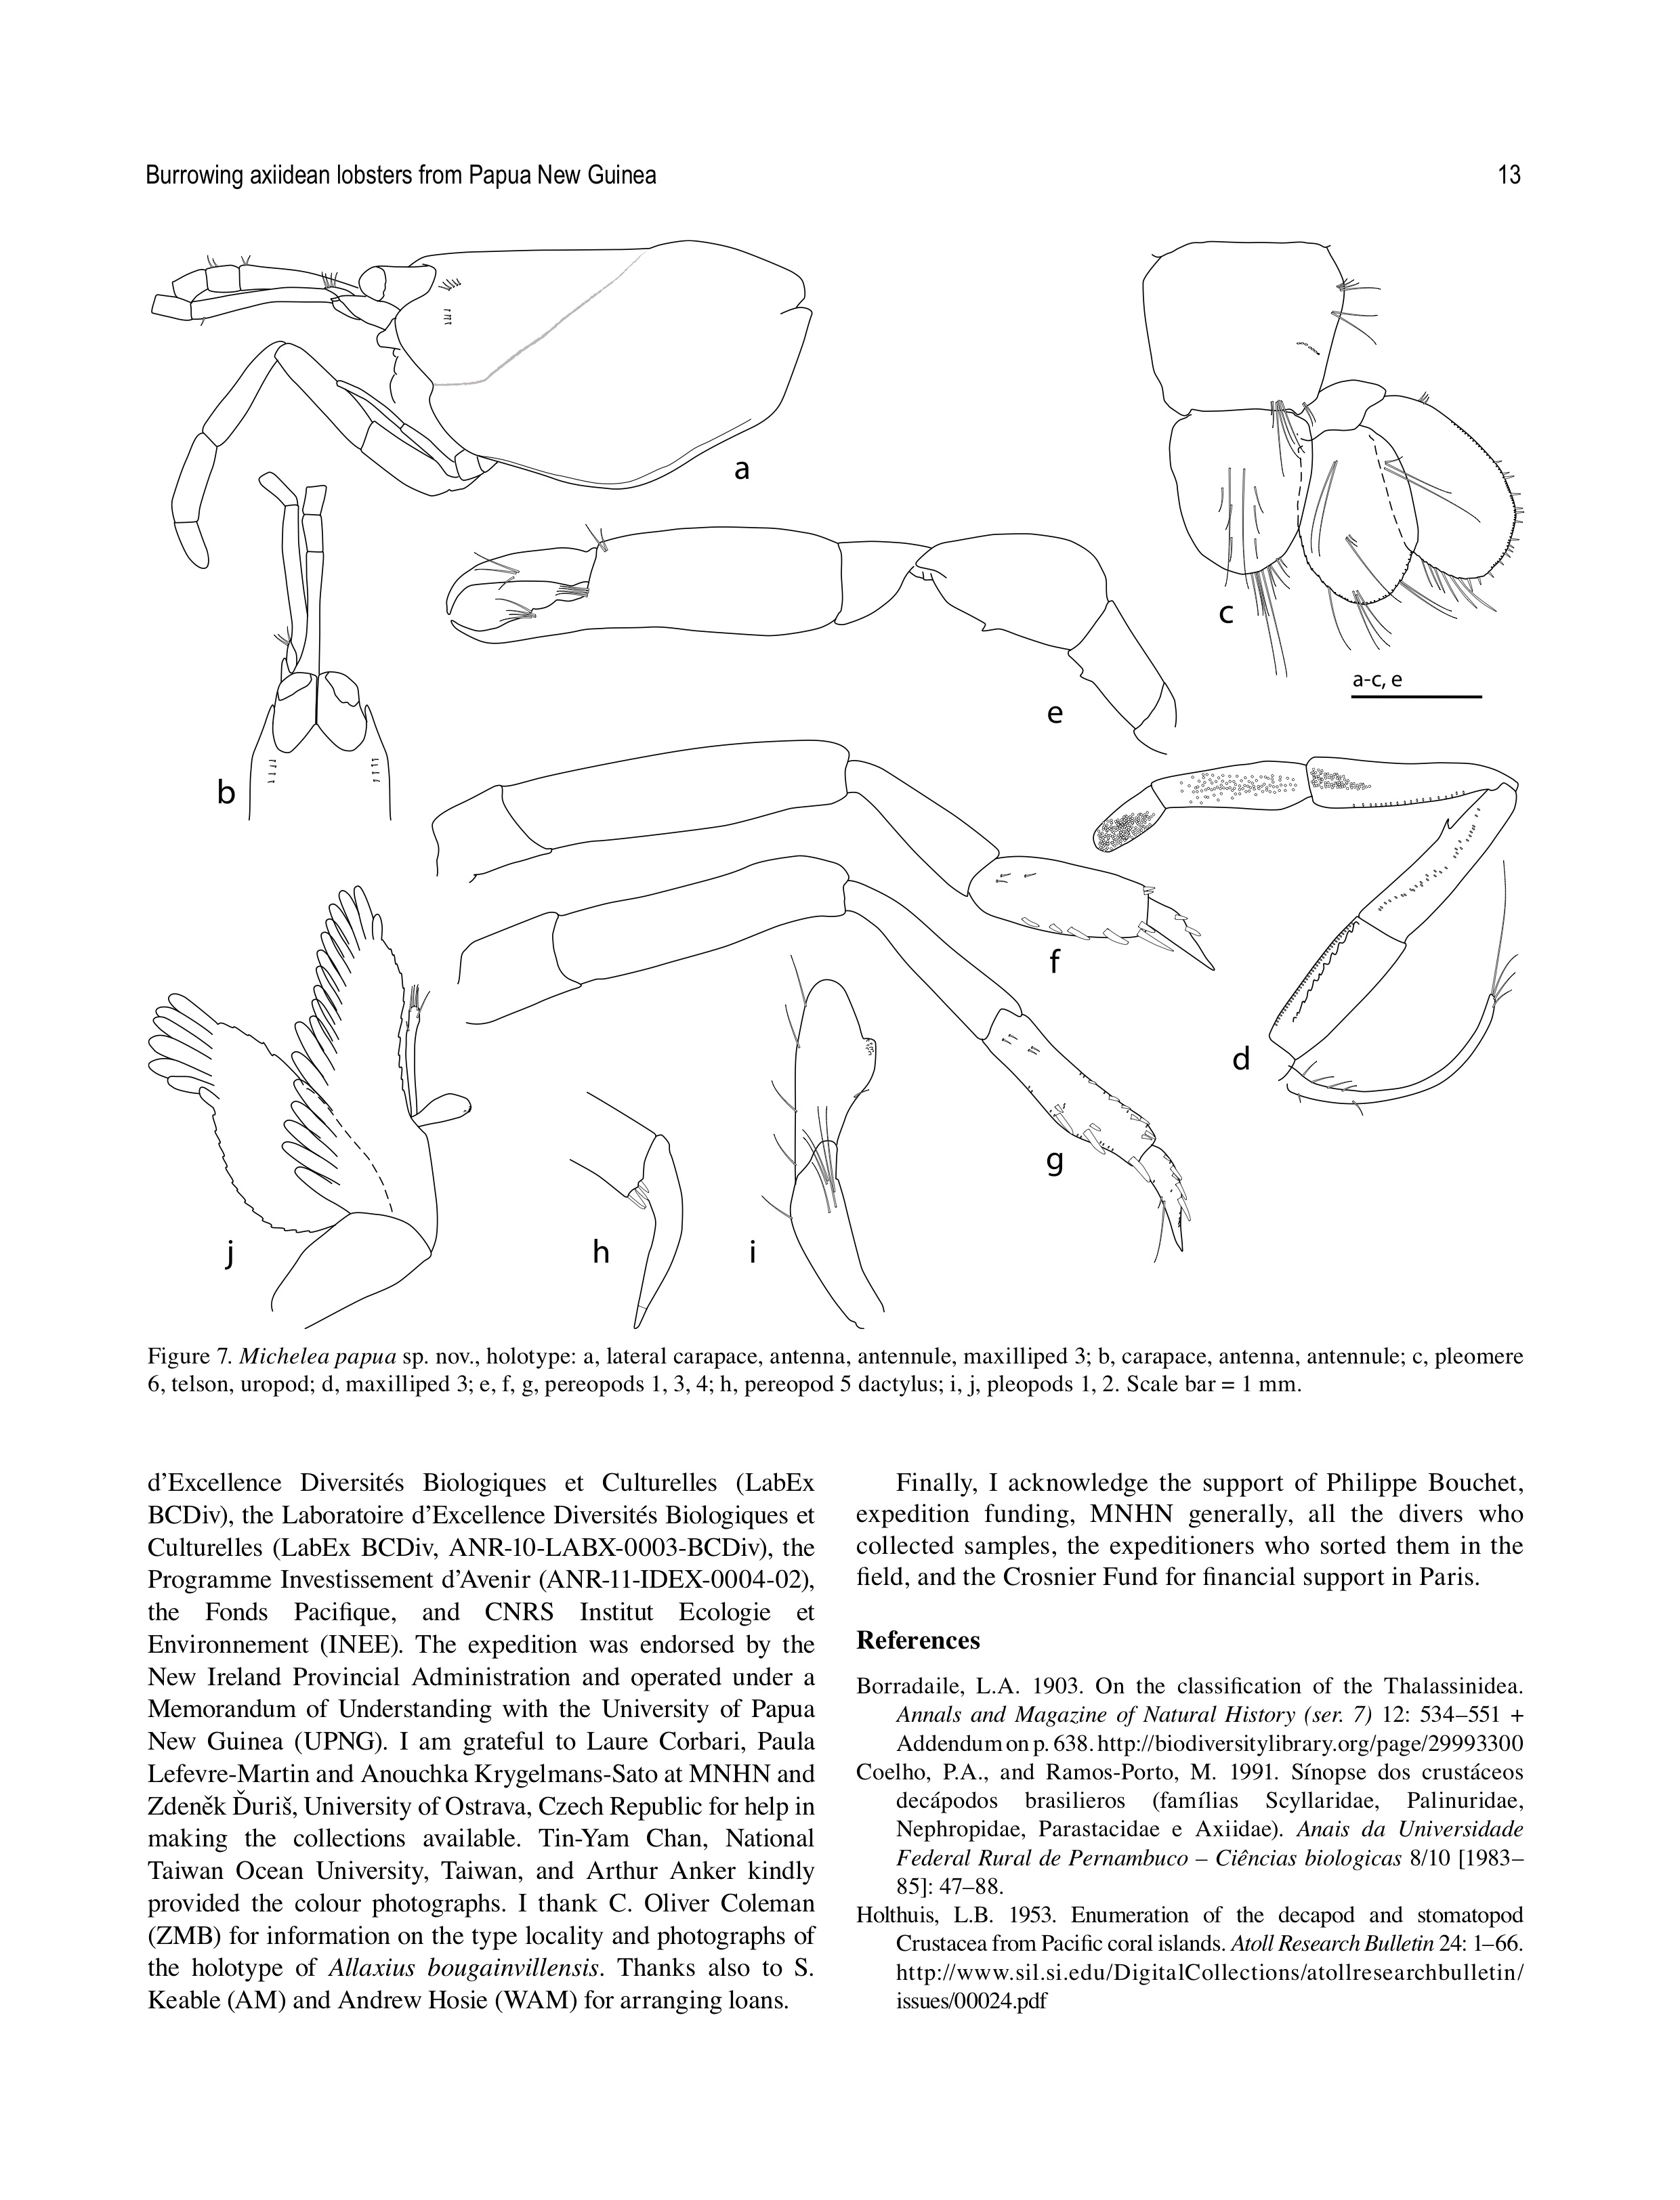 Burrowing axiidean lobsters from Papua New Guinea 13
a
b
c
a-c, e
e
f
d
g
j
h
i
Figure 7. Michelea papua sp. nov., holotype: a, lateral carapace, antenna, antennule, maxilliped 3; b, carapace, antenna, antennule; c, pleomere
6, telson, uropod; d, maxilliped 3; e, f, g, pereopods 1, 3, 4; h, pereopod 5 dactylus; i, j, pleopods 1, 2. Scale bar = 1 mm.
d’Excellence Diversités Biologiques et Culturelles (LabEx
BCDiv), the Laboratoire d’Excellence Diversités Biologiques et
Culturelles (LabEx BCDiv, ANR-10-LABX-0003-BCDiv), the
Programme Investissement d’Avenir (ANR-11-IDEX-0004-02),
the Fonds Pacifique, and CNRS Institut Ecologie et
Environnement (INEE). The expedition was endorsed by the
New Ireland Provincial Administration and operated under a
Memorandum of Understanding with the University of Papua
New Guinea (UPNG). I am grateful to Laure Corbari, Paula
Lefevre-Martin and Anouchka Krygelmans-Sato at MNHN and
Zdeněk Ďuriš, University of Ostrava, Czech Republic for help in
making the collections available. Tin-Yam Chan, National
Taiwan Ocean University, Taiwan, and Arthur Anker kindly
provided the colour photographs. I thank C. Oliver Coleman
(ZMB) for information on the type locality and photographs of
the holotype of Allaxius bougainvillensis. Thanks also to S.
Keable (AM) and Andrew Hosie (WAM) for arranging loans.
Finally, I acknowledge the support of Philippe Bouchet,
expedition funding, MNHN generally, all the divers who
collected samples, the expeditioners who sorted them in the
field, and the Crosnier Fund for financial support in Paris.
References
Borradaile, L.A. 1903. On the classification of the Thalassinidea.
Annals and Magazine of Natural History (ser. 7) 12: 534–551 +
Addendum on p. 638. http://biodiversitylibrary.org/page/29993300
Coelho, P.A., and Ramos-Porto, M. 1991. Sínopse dos crustáceos
decápodos brasilieros (famílias Scyllaridae, Palinuridae,
Nephropidae, Parastacidae e Axiidae). Anais da Universidade
Federal Rural de Pernambuco – Ciências biologicas 8/10 [1983–
85]: 47–88.
Holthuis, L.B. 1953. Enumeration of the decapod and stomatopod
Crustacea from Pacific coral islands. Atoll Research Bulletin 24: 1–66.
http://www.sil.si.edu/DigitalCollections/atollresearchbulletin/
issues/00024.pdf